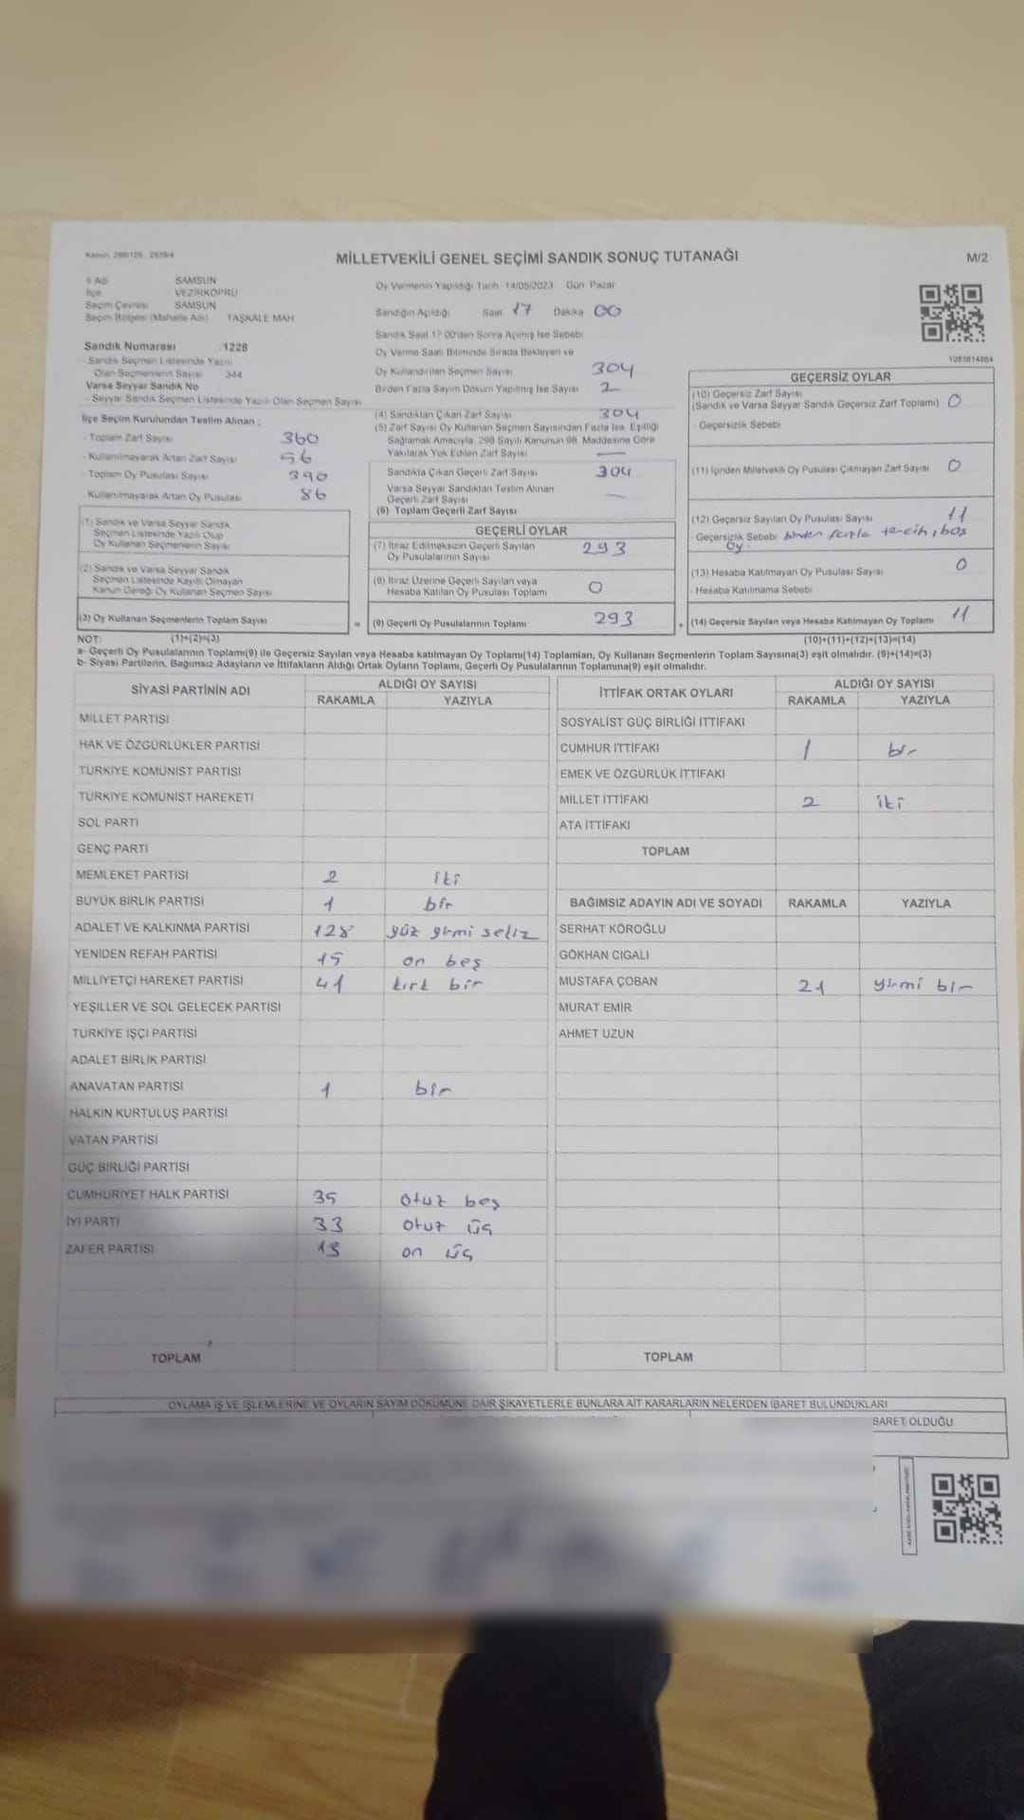 Kanun: 298/105 - 2839/4
MİLLETVEKİLİ GENEL SEÇİMİ SANDIK SONUÇ TUTANAĞI
M/2
İl Adı SAMSUN
İlçe VEZİRKÖPRÜ
Seçim Çevresi SAMSUN
Seçim Bölgesi (Mahalle Adı) TAŞKALE MAH
Oy Vermenin Yapıldığı Tarih 14/05/2023 Gün Pazar
Sandığın Açıldığı Saat 17 Dakika 00
Sandık Saat 17:00'den Sonra Açılmış İse Sebebi
Sandık Numarası 1228
- Sandık Seçmen Listesinde Yazılı
Olan Seçmenlerin Sayısı 344
Varsa Seyyar Sandık No
- Seyyar Sandık Seçmen Listesinde Yazılı Olan Seçmen Sayısı
Oy Verme Saati Bitiminde Sırada Bekleyen ve
Oy Kullandırılan Seçmen Sayısı 304
Birden Fazla Sayım Döküm Yapılmış İse Sayısı 2
İlçe Seçim Kurulundan Teslim Alınan ;
- Toplam Zarf Sayısı 360
- Kullanılmayarak Artan Zarf Sayısı 56
- Toplam Oy Pusulası Sayısı 390
- Kullanılmayarak Artan Oy Pusulası 86
(1) Sandık ve Varsa Seyyar Sandık
Seçmen Listesinde Yazılı Olup
Oy Kullanan Seçmenlerin Sayısı
(2) Sandık ve Varsa Seyyar Sandık
Seçmen Listesinde Kayıtlı Olmayan
Kanun Gereği Oy Kullanan Seçmen Sayısı
(3) Oy Kullanan Seçmenlerin Toplam Sayısı
(1)+(2)=(3)
(4) Sandıktan Çıkan Zarf Sayısı 304
(5) Zarf Sayısı Oy Kullanan Seçmen Sayısından Fazla İse, Eşitliği
Sağlamak Amacıyla, 298 Sayılı Kanunun 98. Maddesine Göre
Yakılarak Yok Edilen Zarf Sayısı —
Sandıkta Çıkan Geçerli Zarf Sayısı 304
Varsa Seyyar Sandıktan Teslim Alınan
Geçerli Zarf Sayısı —
(6) Toplam Geçerli Zarf Sayısı
GEÇERLİ OYLAR
(7) İtiraz Edilmeksizin Geçerli Sayılan
Oy Pusulalarının Sayısı 293
(8) İtiraz Üzerine Geçerli Sayılan veya
Hesaba Katılan Oy Pusulası Toplamı 0
= (9) Geçerli Oy Pusulalarının Toplamı 293
1081814864
GEÇERSİZ OYLAR
(10) Geçersiz Zarf Sayısı
(Sandık ve Varsa Seyyar Sandık Geçersiz Zarf Toplamı) 0
- Geçersizlik Sebebi
(11) İçinden Milletvekili Oy Pusulası Çıkmayan Zarf Sayısı 0
(12) Geçersiz Sayılan Oy Pusulası Sayısı 11
- Geçersizlik Sebebi birden fazla tercih, boş
oy
(13) Hesaba Katılmayan Oy Pusulası Sayısı 0
- Hesaba Katılmama Sebebi
+ (14) Geçersiz Sayılan veya Hesaba Katılmayan Oy Toplamı 11
(10)+(11)+(12)+(13)=(14)
NOT:
a- Geçerli Oy Pusulalarının Toplamı(9) ile Geçersiz Sayılan veya Hesaba katılmayan Oy Toplamı(14) Toplamları, Oy Kullanan Seçmenlerin Toplam Sayısına(3) eşit olmalıdır. (9)+(14)=(3)
b- Siyasi Partilerin, Bağımsız Adayların ve İttifakların Aldığı Ortak Oyların Toplamı, Geçerli Oy Pusulalarının Toplamına(9) eşit olmalıdır.
SİYASİ PARTİNİN ADI ALDIĞI OY SAYISI
RAKAMLA YAZIYLA
MİLLET PARTİSİ
HAK VE ÖZGÜRLÜKLER PARTİSİ
TÜRKİYE KOMÜNİST PARTİSİ
TÜRKİYE KOMÜNİST HAREKETİ
SOL PARTİ
GENÇ PARTİ
MEMLEKET PARTİSİ 2 iki
BÜYÜK BİRLİK PARTİSİ 1 bir
ADALET VE KALKINMA PARTİSİ 128 yüz yirmi sekiz
YENİDEN REFAH PARTİSİ 15 on beş
MİLLİYETÇİ HAREKET PARTİSİ 41 kırk bir
YEŞİLLER VE SOL GELECEK PARTİSİ
TÜRKİYE İŞÇİ PARTİSİ
ADALET BİRLİK PARTİSİ
ANAVATAN PARTİSİ 1 bir
HALKIN KURTULUŞ PARTİSİ
VATAN PARTİSİ
GÜÇ BİRLİĞİ PARTİSİ
CUMHURİYET HALK PARTİSİ 35 otuz beş
İYİ PARTİ 33 otuz üç
ZAFER PARTİSİ 13 on üç
TOPLAM
İTTİFAK ORTAK OYLARI ALDIĞI OY SAYISI
RAKAMLA YAZIYLA
SOSYALİST GÜÇ BİRLİĞİ İTTİFAKI
CUMHUR İTTİFAKI 1 bir
EMEK VE ÖZGÜRLÜK İTTİFAKI
MİLLET İTTİFAKI 2 iki
ATA İTTİFAKI
TOPLAM
BAĞIMSIZ ADAYIN ADI VE SOYADI RAKAMLA YAZIYLA
SERHAT KÖROĞLU
GÖKHAN CIGALI
MUSTAFA ÇOBAN 21 yirmi bir
MURAT EMİR
AHMET UZUN
TOPLAM
OYLAMA İŞ VE İŞLEMLERİNE VE OYLARIN SAYIM DÖKÜMÜNE DAİR ŞİKAYETLERLE BUNLARA AİT KARARLARIN NELERDEN İBARET BULUNDUKLARI
BARET OLDUĞU